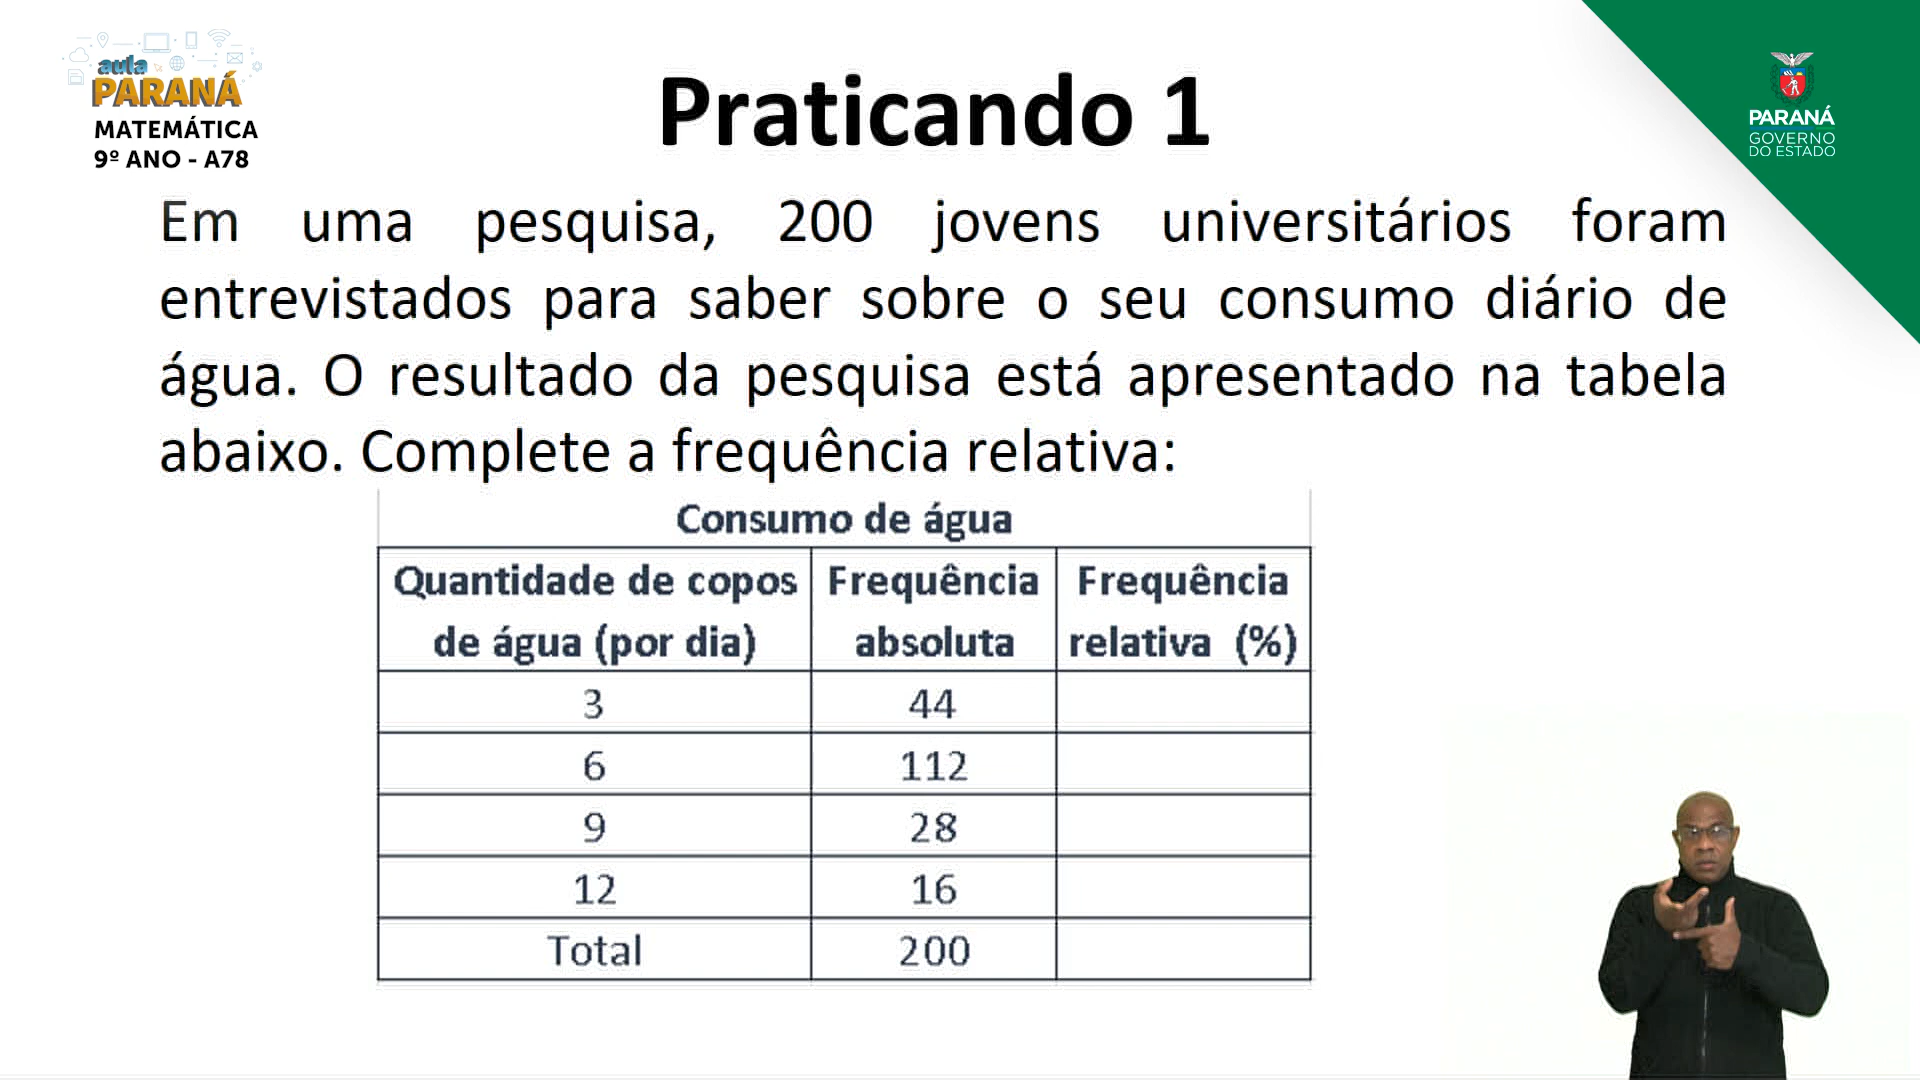 aula
PARANÁ
MATEMÁTICA
9º ANO - A78
Praticando 1
PARANÁ
GOVERNO
DO ESTADO
Em uma pesquisa, 200 jovens universitários foram
entrevistados para saber sobre o seu consumo diário de
água. O resultado da pesquisa está apresentado na tabela
abaixo. Complete a frequência relativa:
Consumo de água
Quantidade de copos de água (por dia) Frequência absoluta Frequência relativa (%)
3 44
6 112
9 28
12 16
Total 200